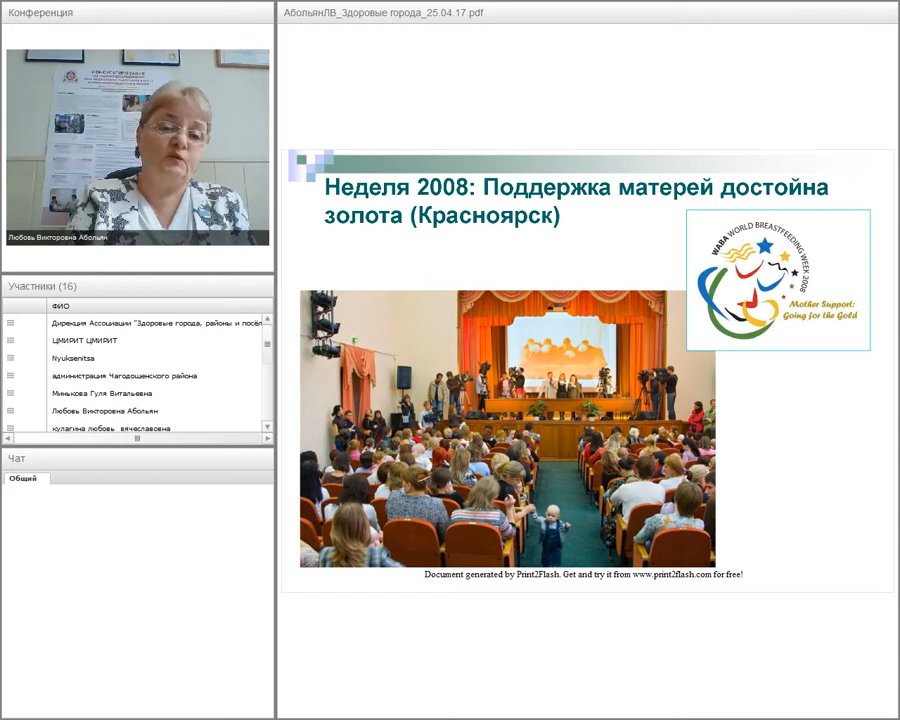 Конференция
Любовь Викторовна Абольян
Участники (16)
ФИО
Дирекция Ассоциации "Здоровые города, районы и посёл
ЦМИРИТ ЦМИРИТ
Nyuksenitsa
администрация Чагодощенского района
Минькова Гуля Витальевна
Любовь Викторовна Абольян
кулагина любовь вячеславовна
Чат
Общий
АбольянЛВ_Здоровые города_25.04.17.pdf
Неделя 2008: Поддержка матерей достойна
золота (Красноярск)
WABA WORLD BREASTFEEDING WEEK 2008
Mother Support:
Going for the Gold
Document generated by Print2Flash. Get and try it from www.print2flash.com for free!